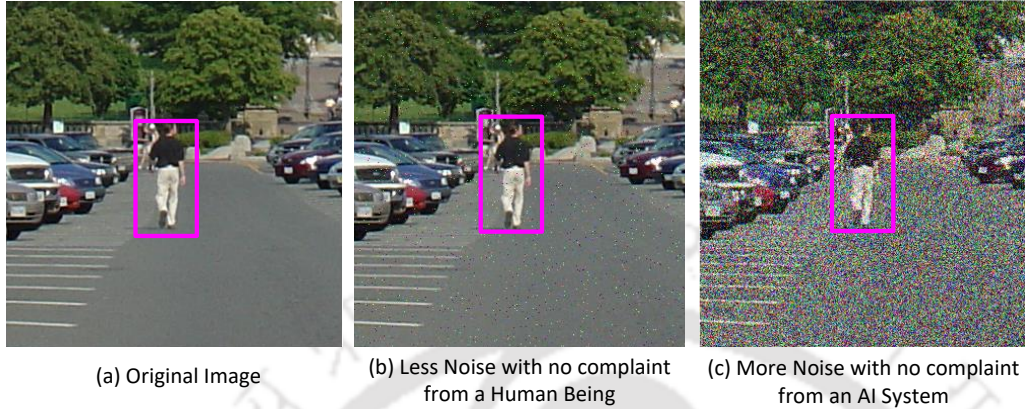 (a) Original Image
(b) Less Noise with no complaint
from a Human Being
(c) More Noise with no complaint
from an AI System